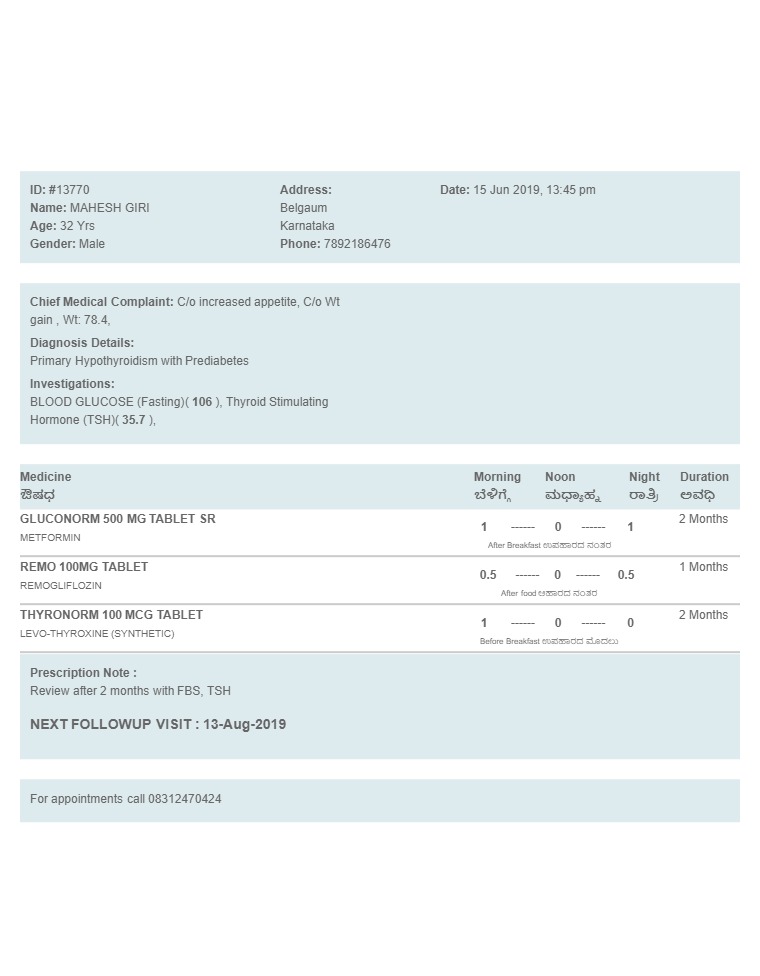 ID: #13770
Name: MAHESH GIRI
Age: 32 Yrs
Gender: Male
Address:
Belgaum
Karnataka
Phone: 7892186476
Date: 15 Jun 2019, 13:45 pm
Chief Medical Complaint: C/o increased appetite, C/o Wt
gain , Wt: 78.4,
Diagnosis Details:
Primary Hypothyroidism with Prediabetes
Investigations:
BLOOD GLUCOSE (Fasting)( 106 ), Thyroid Stimulating
Hormone (TSH)( 35.7 ),
Medicine Morning Noon Night Duration
ಔಷಧ ಬೆಳಿಗ್ಗೆ ಮಧ್ಯಾಹ್ನ ರಾತ್ರಿ ಅವಧಿ
GLUCONORM 500 MG TABLET SR 1 ------ 0 ------ 1 2 Months
METFORMIN After Breakfast ಉಪಹಾರದ ನಂತರ
REMO 100MG TABLET 0.5 ------ 0 ------ 0.5 1 Months
REMOGLIFLOZIN After food ಆಹಾರದ ನಂತರ
THYRONORM 100 MCG TABLET 1 ------ 0 ------ 0 2 Months
LEVO-THYROXINE (SYNTHETIC) Before Breakfast ಉಪಹಾರದ ಮೊದಲು
Prescription Note :
Review after 2 months with FBS, TSH
NEXT FOLLOWUP VISIT : 13-Aug-2019
For appointments call 08312470424